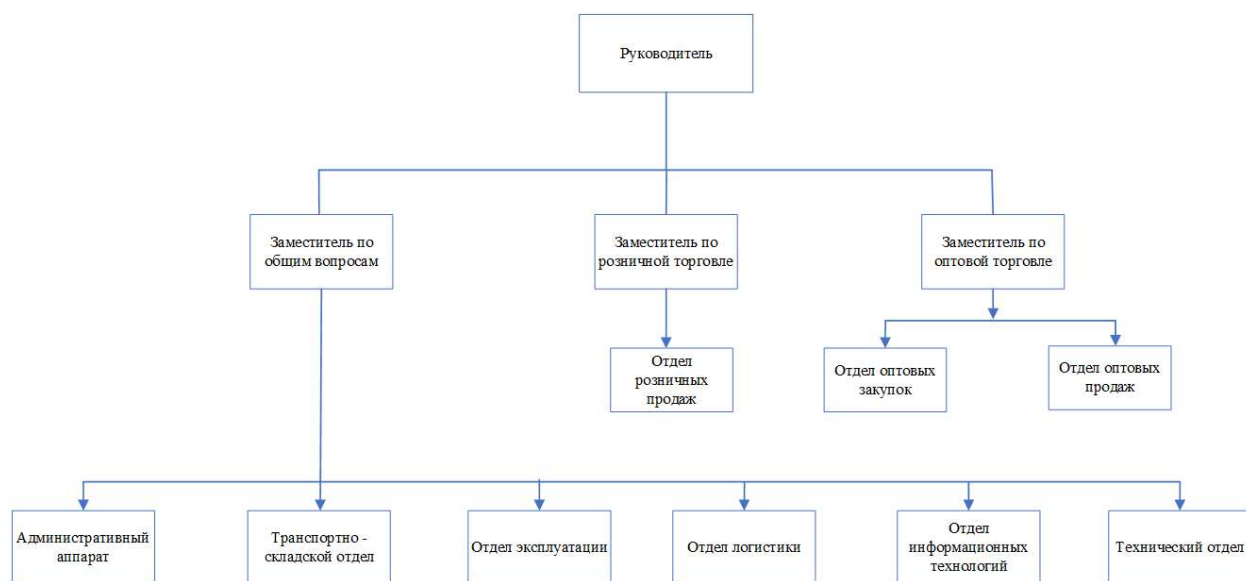 Руководитель
Заместитель по
общим вопросам
Заместитель по
розничной торговле
Заместитель по
оптовой торговле
Отдел
розничных
продаж
Отдел оптовых
закупок
Отдел оптовых
продаж
Административный
аппарат
Транспортно -
складской отдел
Отдел эксплуатации
Отдел логистики
Отдел
информационных
технологий
Технический отдел